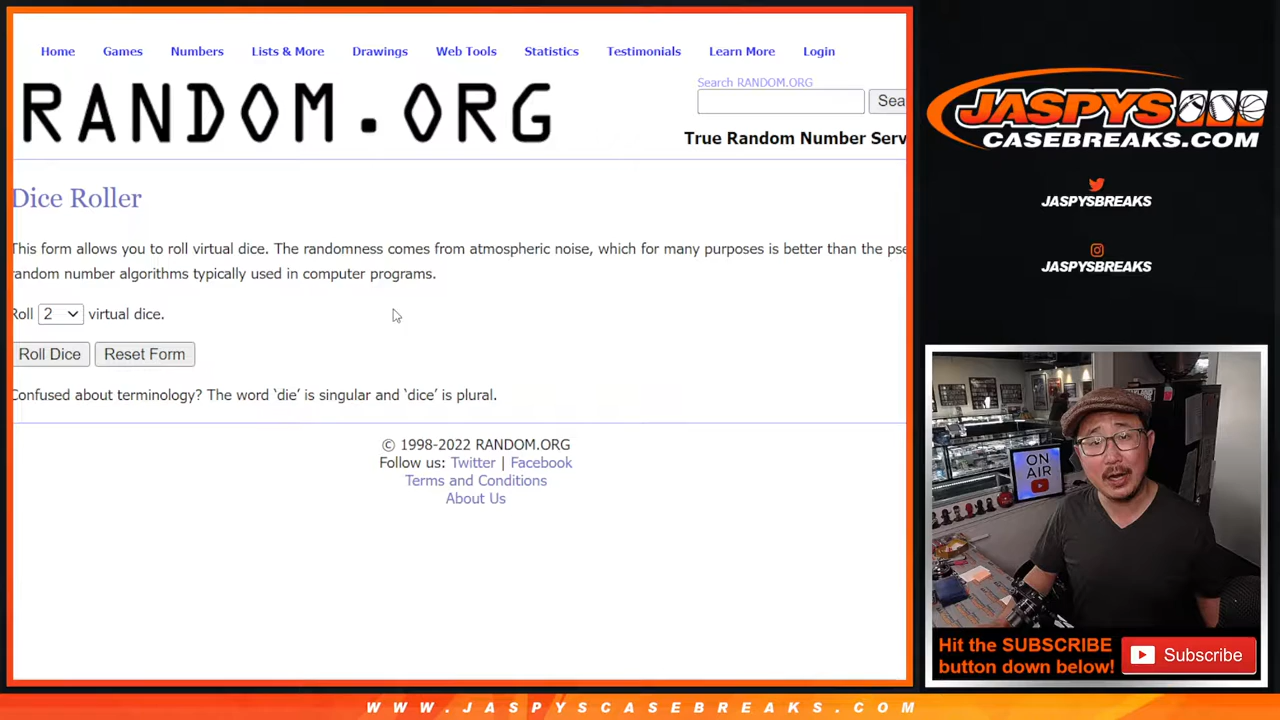 Home Games Numbers Lists & More Drawings Web Tools Statistics Testimonials Learn More Login
RANDOM.ORG
Search RANDOM.ORG
Sea
True Random Number Serv
Dice Roller
This form allows you to roll virtual dice. The randomness comes from atmospheric noise, which for many purposes is better than the pse
random number algorithms typically used in computer programs.
Roll 2 virtual dice.
Roll Dice Reset Form
Confused about terminology? The word 'die' is singular and 'dice' is plural.
© 1998-2022 RANDOM.ORG
Follow us: Twitter | Facebook
Terms and Conditions
About Us
JASPYS
CASEBREAKS.COM
JASPYSBREAKS
JASPYSBREAKS
ON
AIR
Hit the SUBSCRIBE
button down below!
Subscribe
WWW.JASPYSCASEBREAKS.COM